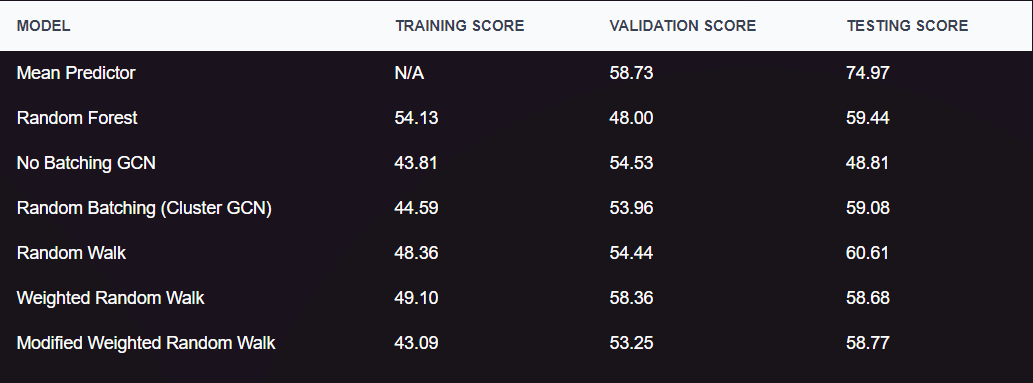 MODEL TRAINING SCORE VALIDATION SCORE TESTING SCORE
Mean Predictor N/A 58.73 74.97
Random Forest 54.13 48.00 59.44
No Batching GCN 43.81 54.53 48.81
Random Batching (Cluster GCN) 44.59 53.96 59.08
Random Walk 48.36 54.44 60.61
Weighted Random Walk 49.10 58.36 58.68
Modified Weighted Random Walk 43.09 53.25 58.77